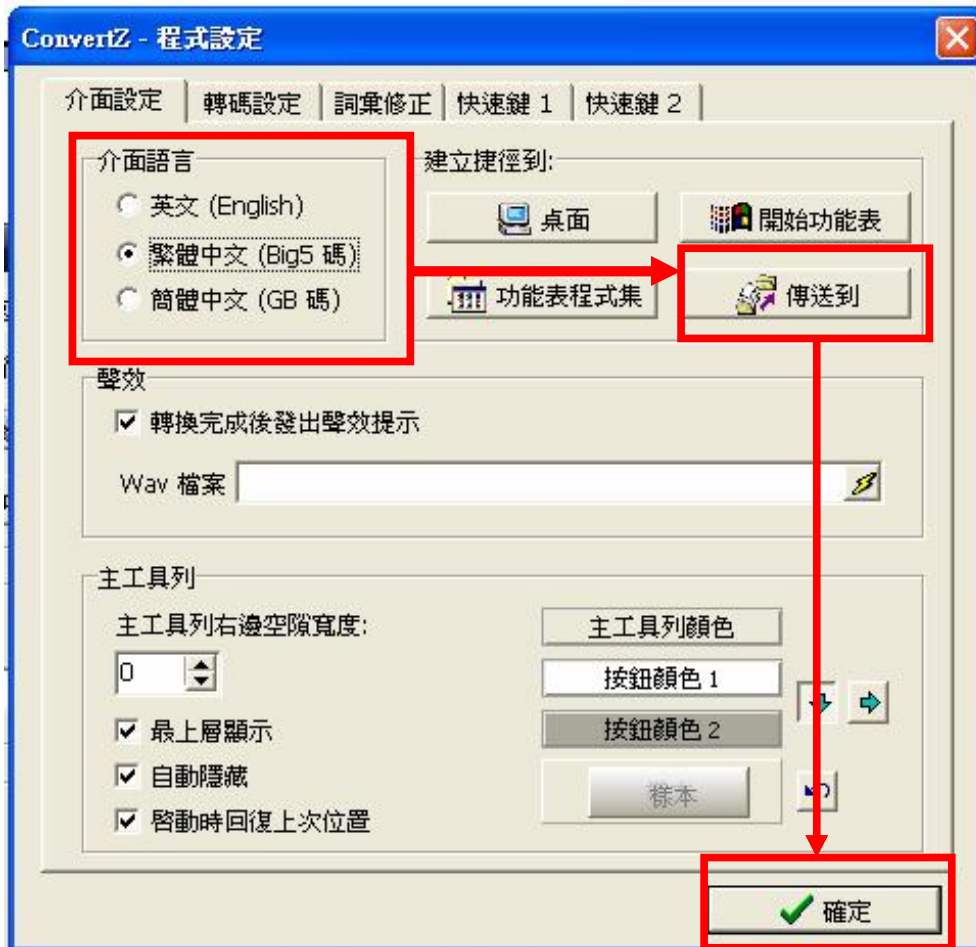 ConvertZ - 程式設定
介面設定 轉碼設定 詞彙修正 快速鍵 1 快速鍵 2
介面語言
英文 (English)
繁體中文 (Big5 碼)
簡體中文 (GB 碼)
建立捷徑到:
桌面 開始功能表
功能表程式集 傳送到
聲效
轉換完成後發出聲效提示
Wav 檔案
主工具列
主工具列右邊空隙寬度:
0
最上層顯示
自動隱藏
啓動時回復上次位置
主工具列顏色
按鈕顏色 1
按鈕顏色 2
樣本
確定